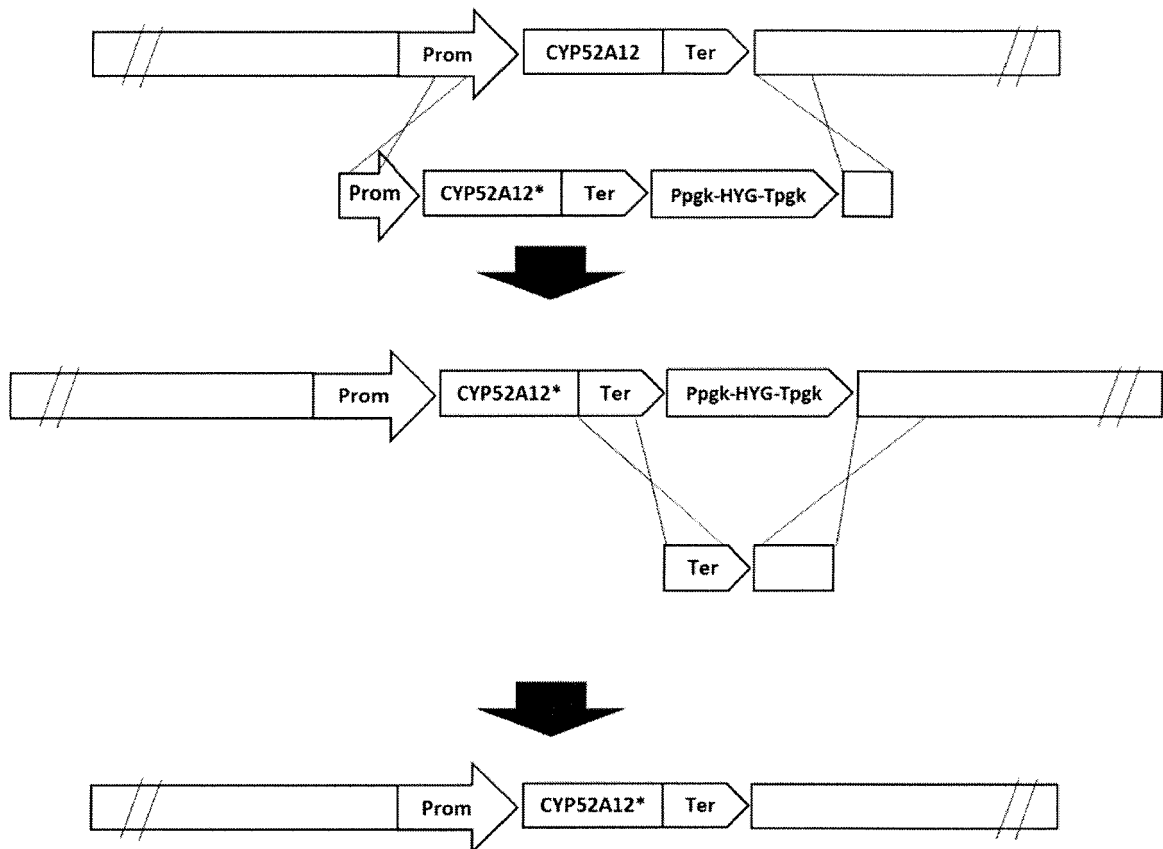 Prom CYP52A12 Ter
Prom CYP52A12* Ter Ppgk-HYG-Tpgk
Prom CYP52A12* Ter Ppgk-HYG-Tpgk
Ter
Prom CYP52A12* Ter